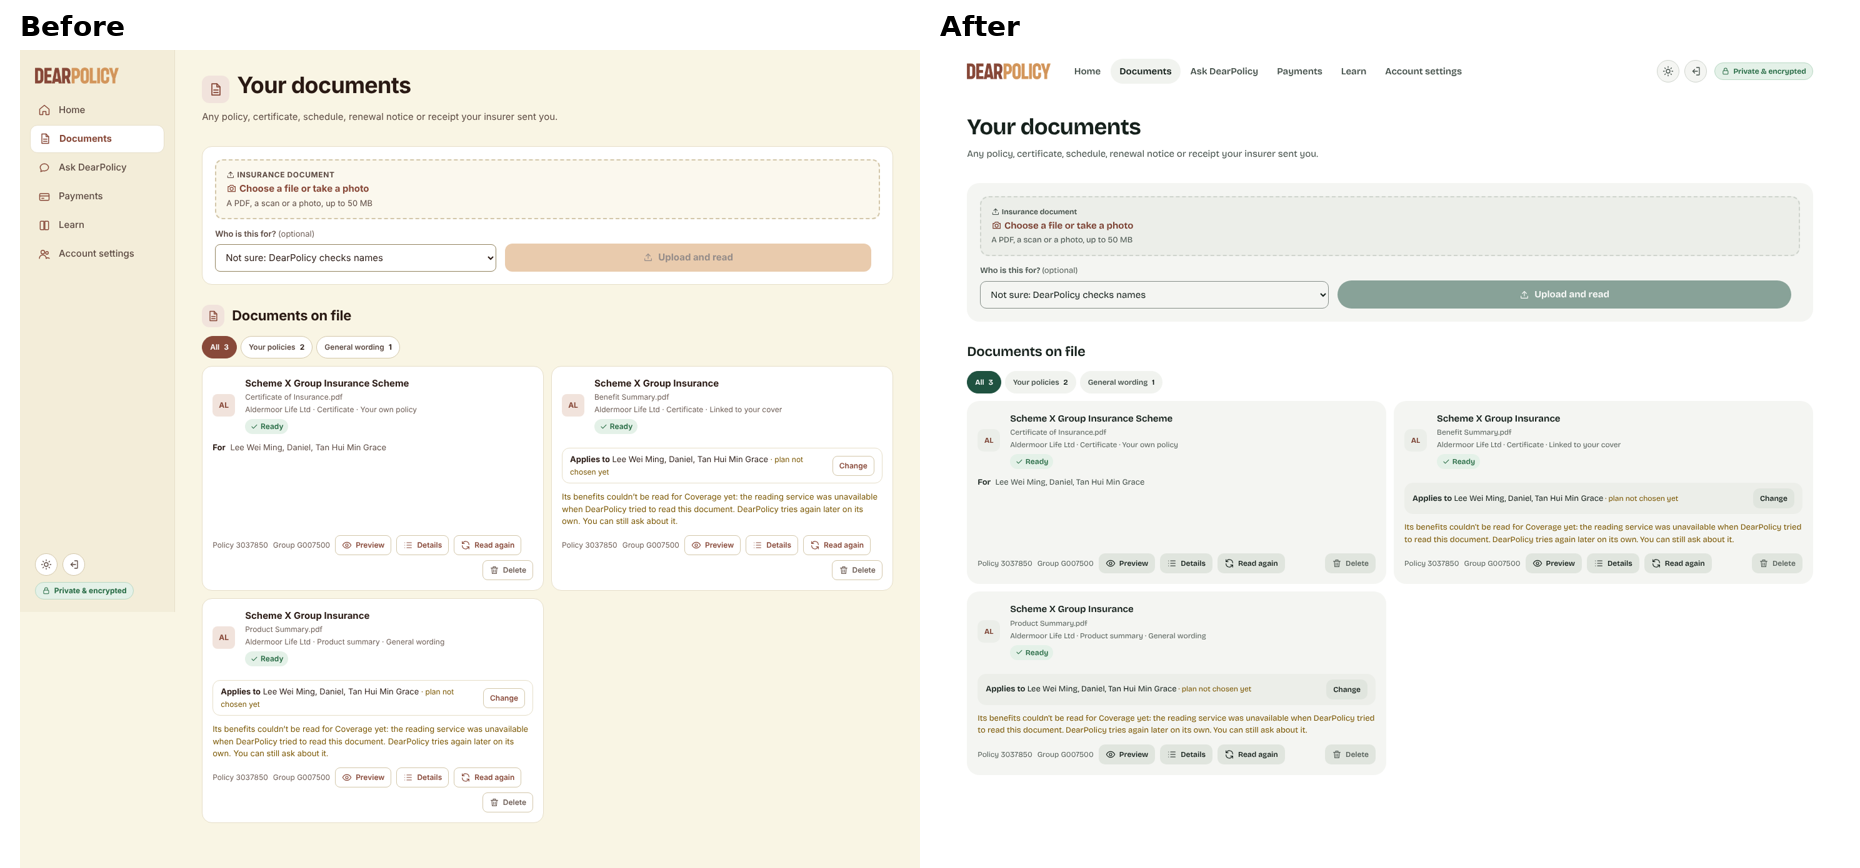 Before
DEARPOLICY
Home
Documents
Ask DearPolicy
Payments
Learn
Account settings
Private & encrypted
Your documents
Any policy, certificate, schedule, renewal notice or receipt your insurer sent you.
INSURANCE DOCUMENT
Choose a file or take a photo
A PDF, a scan or a photo, up to 50 MB
Who is this for? (optional)
Not sure: DearPolicy checks names
Upload and read
Documents on file
All 3
Your policies 2
General wording 1
Scheme X Group Insurance Scheme
Certificate of Insurance.pdf
AL
Aldermoor Life Ltd · Certificate · Your own policy
Ready
For Lee Wei Ming, Daniel, Tan Hui Min Grace
Policy 3037850 Group G007500 Preview Details Read again
Delete
Scheme X Group Insurance
Benefit Summary.pdf
AL
Aldermoor Life Ltd · Certificate · Linked to your cover
Ready
Applies to Lee Wei Ming, Daniel, Tan Hui Min Grace · plan not
chosen yet
Change
Its benefits couldn't be read for Coverage yet: the reading service was unavailable
when DearPolicy tried to read this document. DearPolicy tries again later on its
own. You can still ask about it.
Policy 3037850 Group G007500 Preview Details Read again
Delete
Scheme X Group Insurance
Product Summary.pdf
AL
Aldermoor Life Ltd · Product summary · General wording
Ready
Applies to Lee Wei Ming, Daniel, Tan Hui Min Grace · plan not
chosen yet
Change
Its benefits couldn't be read for Coverage yet: the reading service was unavailable
when DearPolicy tried to read this document. DearPolicy tries again later on its
own. You can still ask about it.
Policy 3037850 Group G007500 Preview Details Read again
Delete
After
DEARPOLICY Home Documents Ask DearPolicy Payments Learn Account settings Private & encrypted
Your documents
Any policy, certificate, schedule, renewal notice or receipt your insurer sent you.
Insurance document
Choose a file or take a photo
A PDF, a scan or a photo, up to 50 MB
Who is this for? (optional)
Not sure: DearPolicy checks names
Upload and read
Documents on file
All 3
Your policies 2
General wording 1
Scheme X Group Insurance Scheme
Certificate of Insurance.pdf
AL
Aldermoor Life Ltd · Certificate · Your own policy
Ready
For Lee Wei Ming, Daniel, Tan Hui Min Grace
Policy 3037850 Group G007500 Preview Details Read again Delete
Scheme X Group Insurance
Benefit Summary.pdf
AL
Aldermoor Life Ltd · Certificate · Linked to your cover
Ready
Applies to Lee Wei Ming, Daniel, Tan Hui Min Grace · plan not chosen yet
Change
Its benefits couldn't be read for Coverage yet: the reading service was unavailable when DearPolicy tried
to read this document. DearPolicy tries again later on its own. You can still ask about it.
Policy 3037850 Group G007500 Preview Details Read again Delete
Scheme X Group Insurance
Product Summary.pdf
AL
Aldermoor Life Ltd · Product summary · General wording
Ready
Applies to Lee Wei Ming, Daniel, Tan Hui Min Grace · plan not chosen yet
Change
Its benefits couldn't be read for Coverage yet: the reading service was unavailable when DearPolicy tried
to read this document. DearPolicy tries again later on its own. You can still ask about it.
Policy 3037850 Group G007500 Preview Details Read again Delete